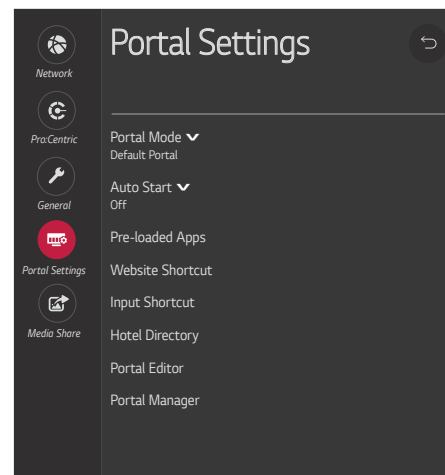 Portal Settings
Network
Pro:Centric
General
Portal Settings
Media Share
Portal Mode
Default Portal
Auto Start
Off
Pre-loaded Apps
Website Shortcut
Input Shortcut
Hotel Directory
Portal Editor
Portal Manager